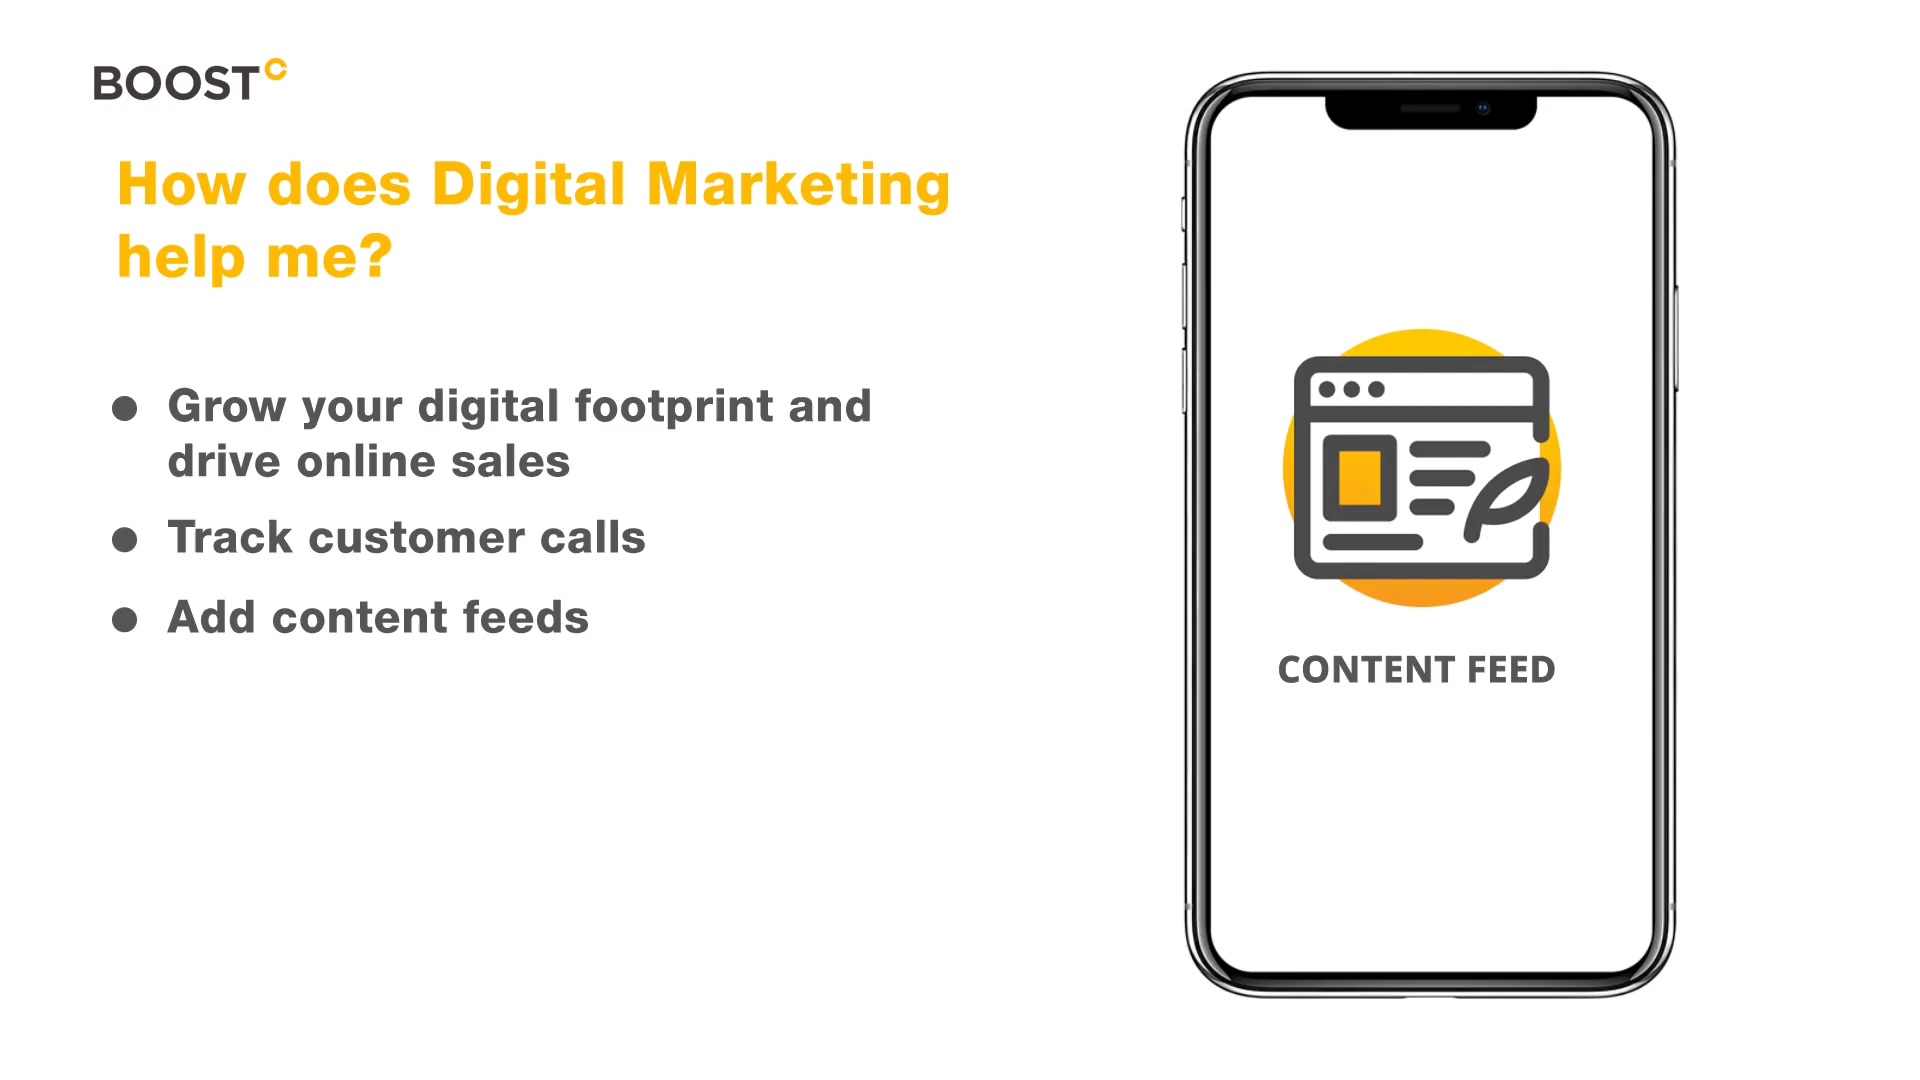 BOOST
How does Digital Marketing
help me?
Grow your digital footprint and
drive online sales
Track customer calls
Add content feeds
CONTENT FEED